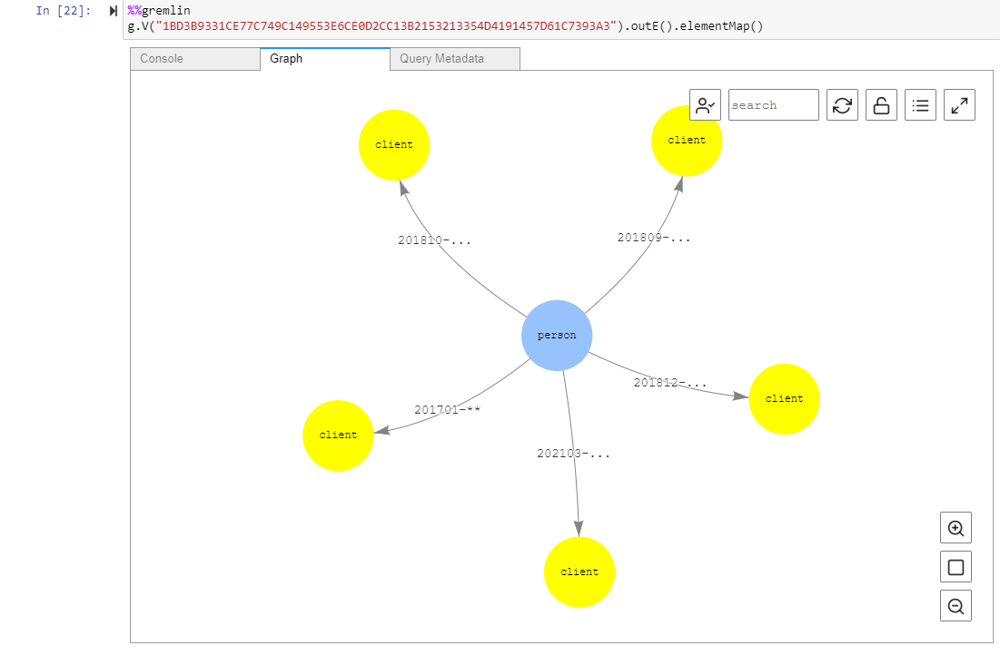 In [22]:
%%gremlin
g.V("1BD3B9331CE77C749C149553E6CE0D2CC13B2153213354D4191457D61C7393A3").outE().elementMap()
Console
Graph
Query Metadata
search
client
client
201810-...
201809-...
person
201812-...
client
201701-**
client
202103-...
client